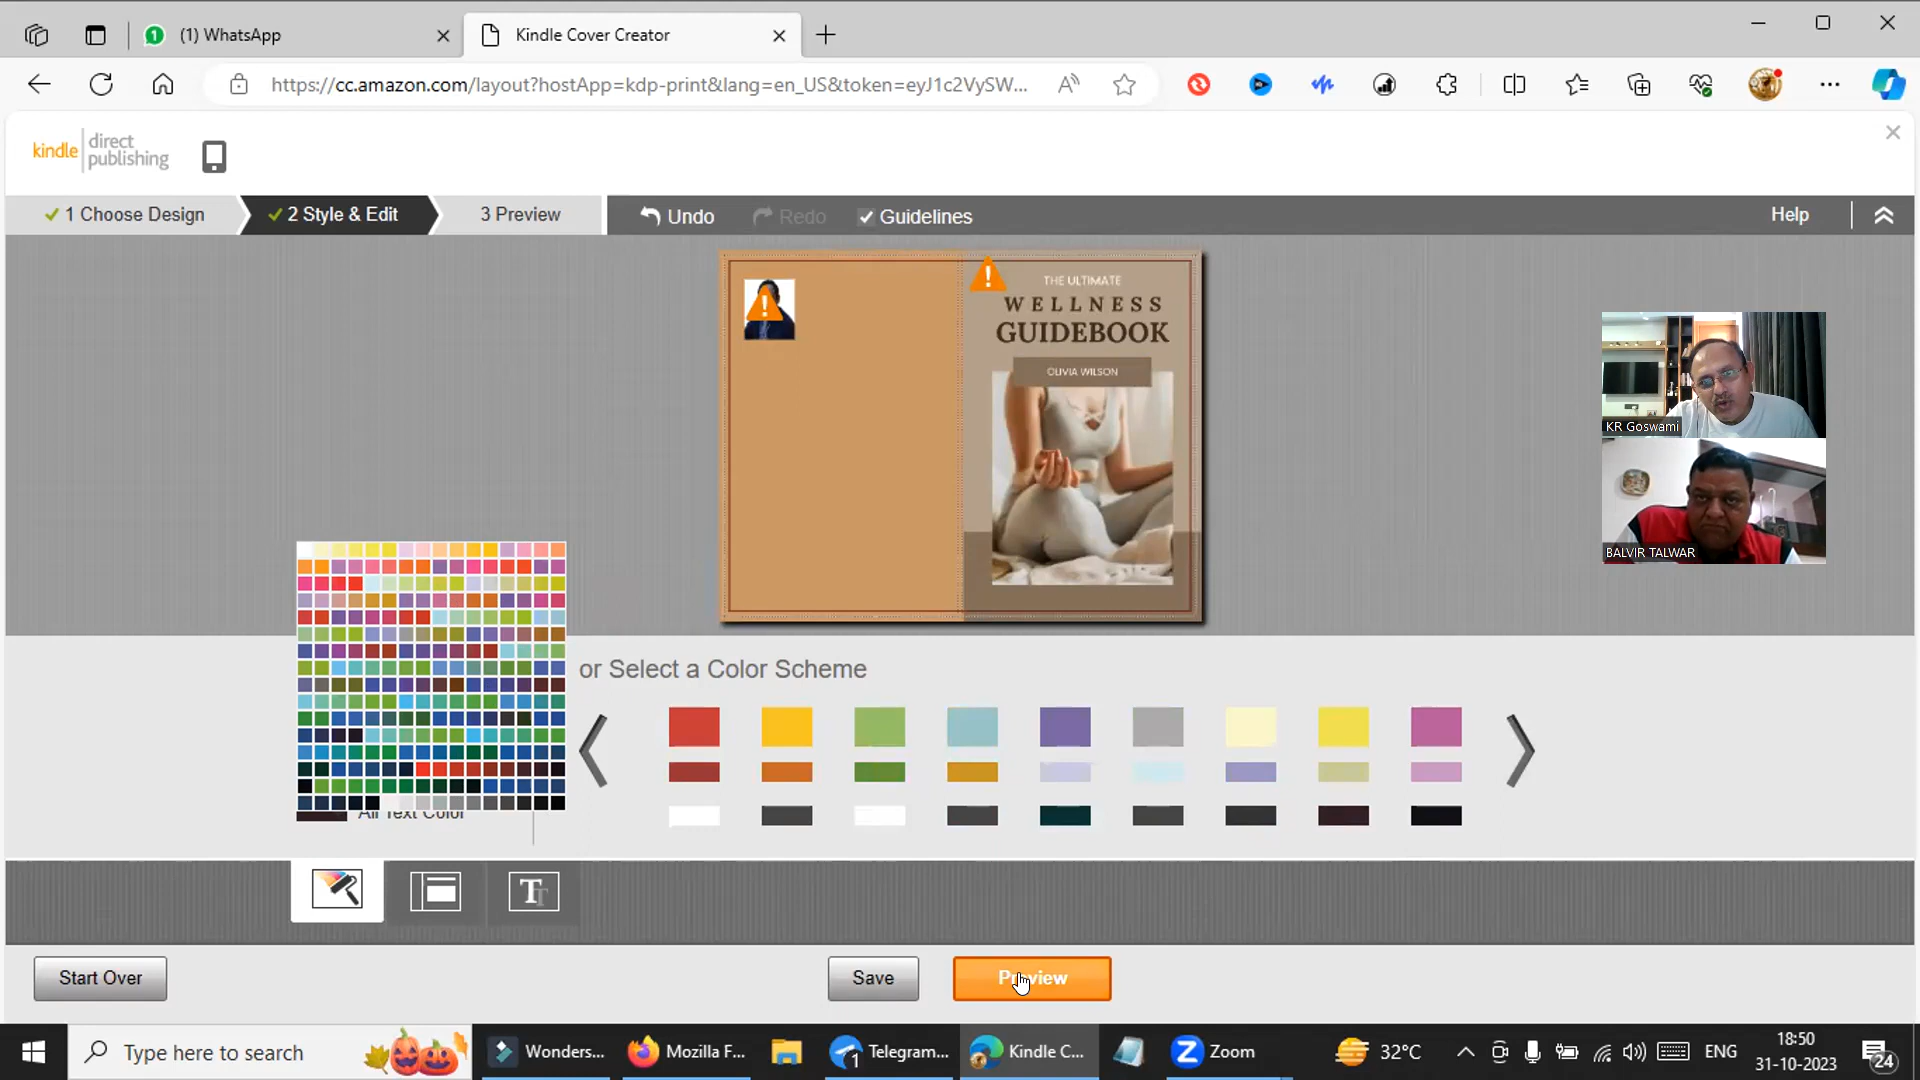 (1) WhatsApp
Kindle Cover Creator
https://cc.amazon.com/layout?hostApp=kdp-print&lang=en_US&token=eyJ1c2VySW...
kindle direct publishing
1 Choose Design
2 Style & Edit
3 Preview
Undo
Redo
Guidelines
Help
THE ULTIMATE
WELLNESS
GUIDEBOOK
OLIVIA WILSON
KR Goswami
BALVIR TALWAR
or Select a Color Scheme
All Text Color
Start Over
Save
Preview
Type here to search
Wonders...
Mozilla F...
1
Telegram...
Kindle C...
Zoom
32°C
ENG
18:50
31-10-2023
24